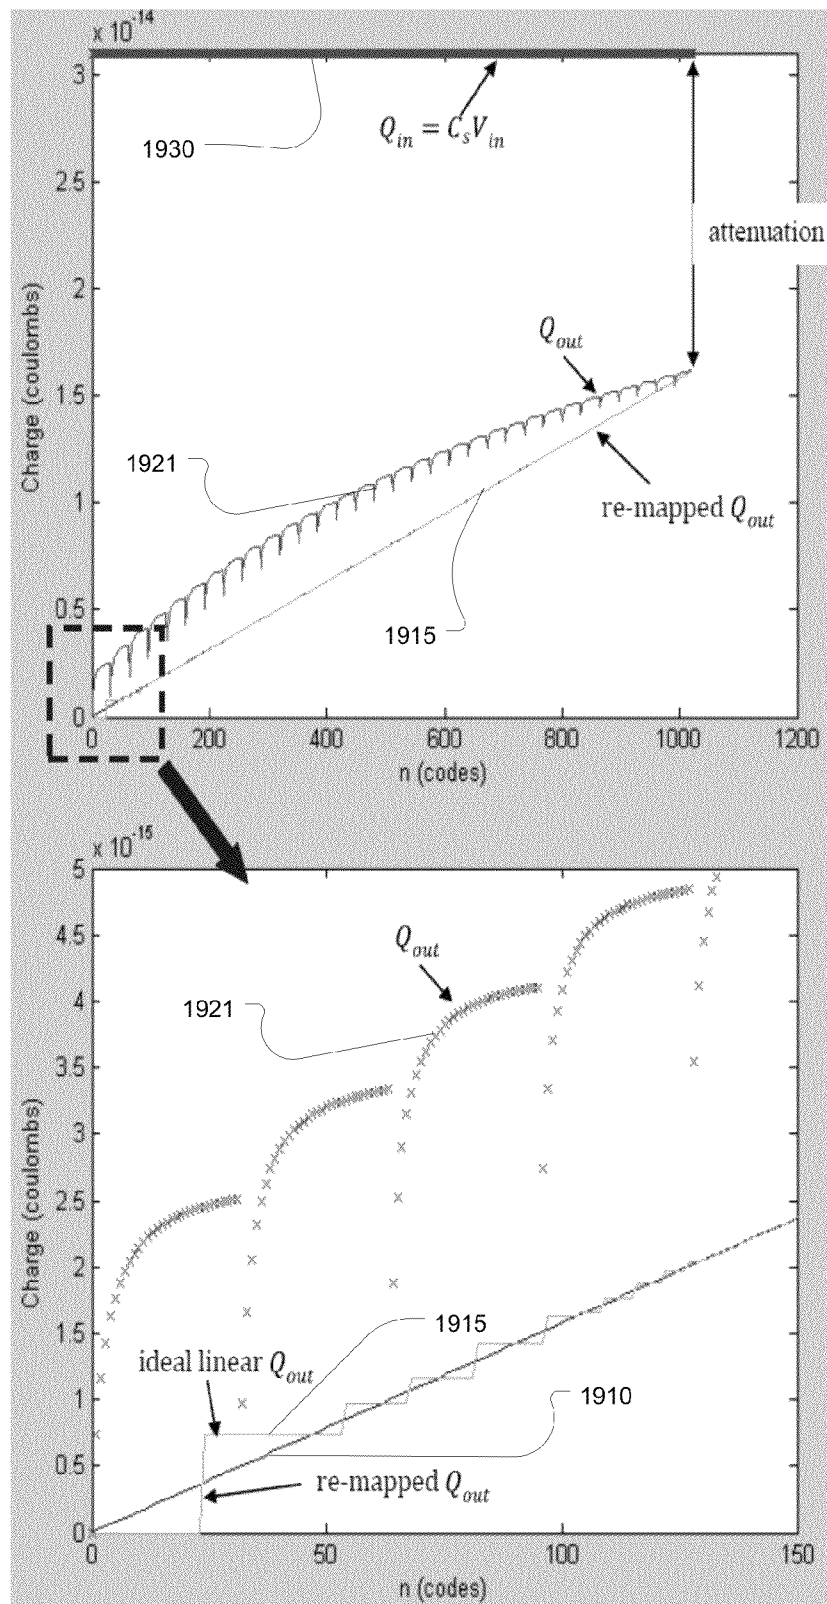 x 10⁻¹⁴
3
2.5
2
1.5
1
0.5
0
0 200 400 600 800 1000 1200
Charge (coulombs)
n (codes)
Q_in = C_s V_in
1930
attenuation
Q_out
1921
re-mapped Q_out
1915
x 10⁻¹⁵
5
4.5
4
3.5
3
2.5
2
1.5
1
0.5
0
0 50 100 150
Charge (coulombs)
n (codes)
Q_out
1921
1915
ideal linear Q_out
1910
re-mapped Q_out